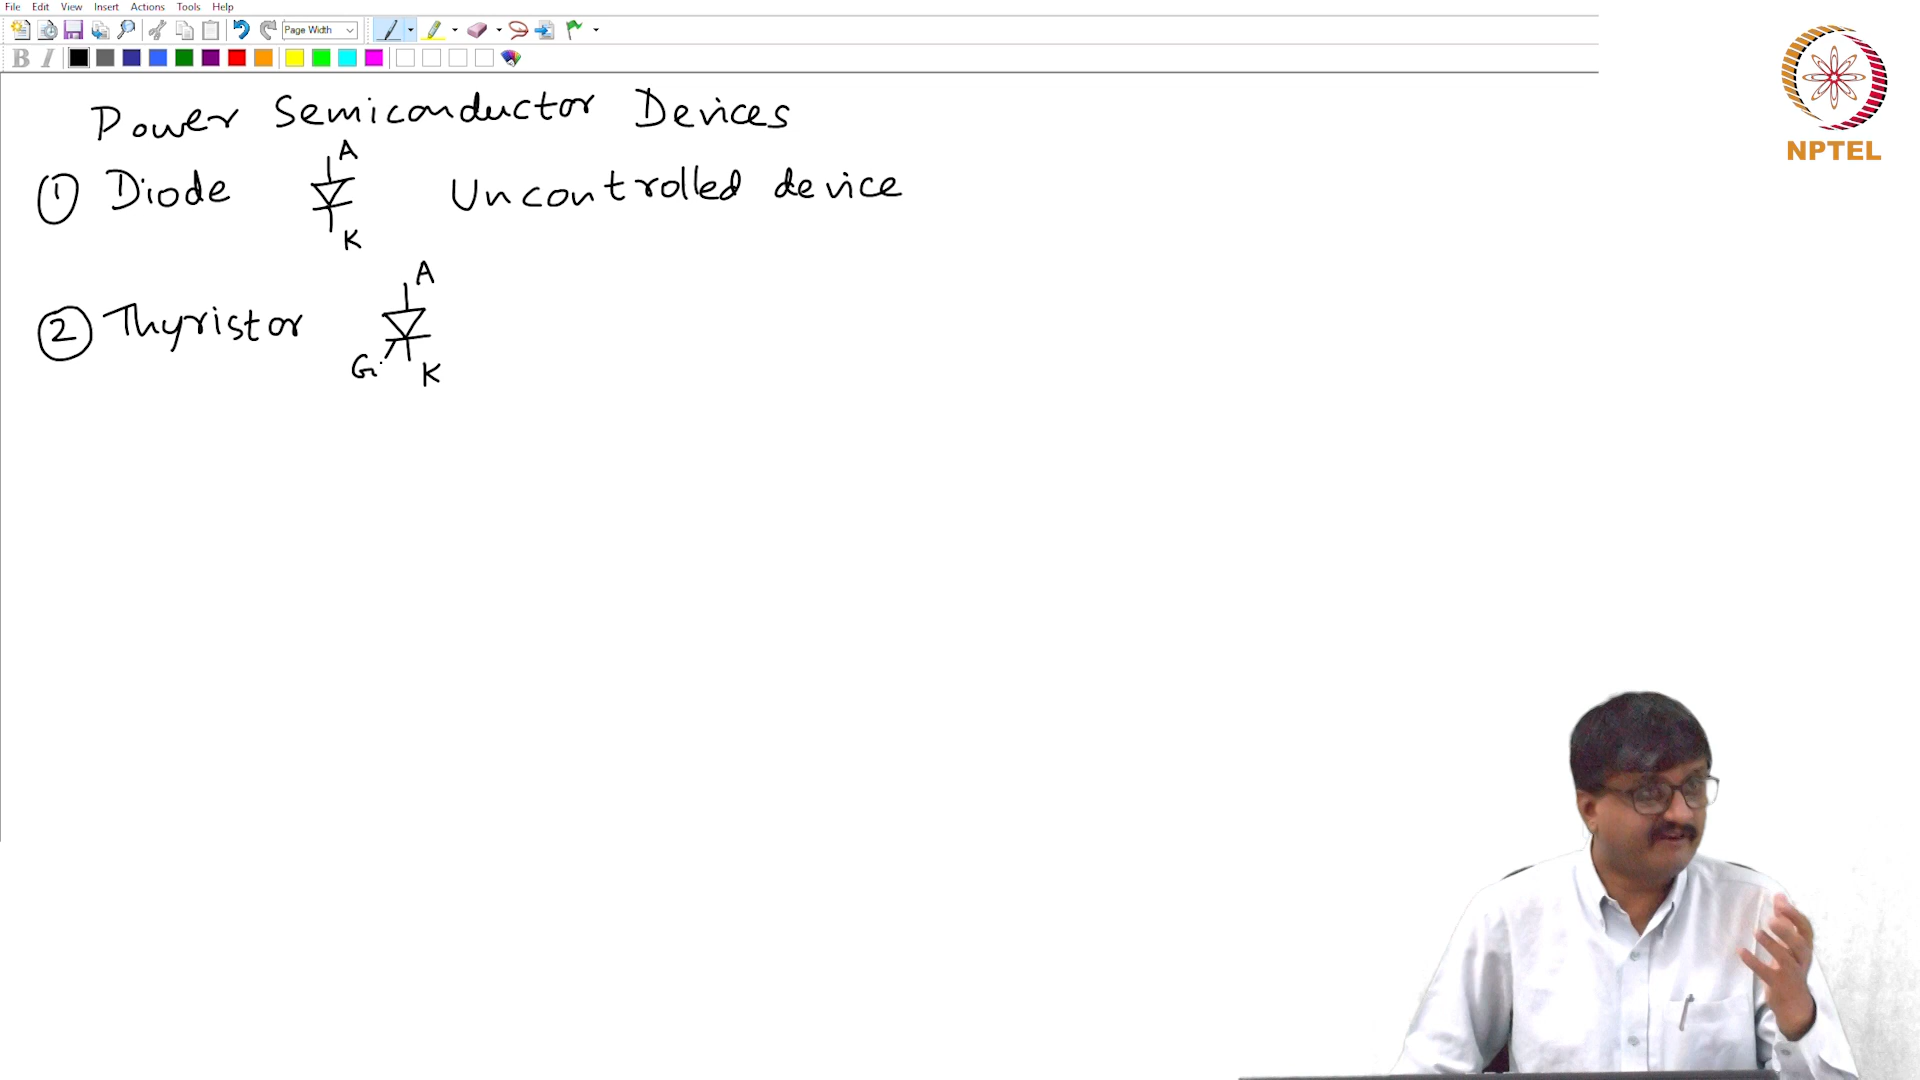 File Edit View Insert Actions Tools Help
Page Width
B I
NPTEL
Power Semiconductor Devices
① Diode A K Uncontrolled device
② Thyristor A G K